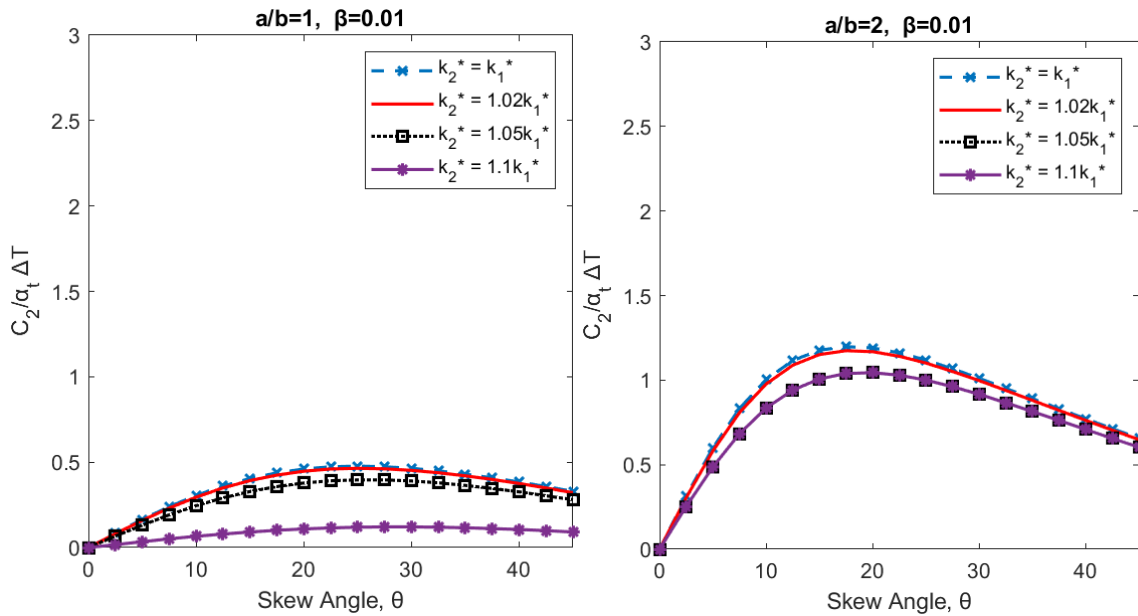 a/b=1, β=0.01
3
2.5
2
1.5
1
0.5
0
0
10
20
30
40
C₂/αₜ ΔT
Skew Angle, θ
k₂* = k₁*
k₂* = 1.02k₁*
k₂* = 1.05k₁*
k₂* = 1.1k₁*
a/b=2, β=0.01
3
2.5
2
1.5
1
0.5
0
0
10
20
30
40
C₂/αₜ ΔT
Skew Angle, θ
k₂* = k₁*
k₂* = 1.02k₁*
k₂* = 1.05k₁*
k₂* = 1.1k₁*